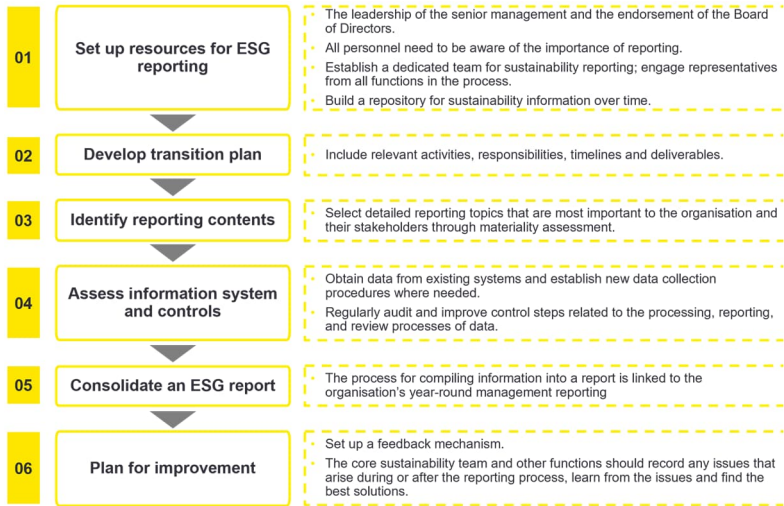 01
Set up resources for ESG
reporting
• The leadership of the senior management and the endorsement of the Board
of Directors.
• All personnel need to be aware of the importance of reporting.
• Establish a dedicated team for sustainability reporting; engage representatives
from all functions in the process.
• Build a repository for sustainability information over time.
02
Develop transition plan
• Include relevant activities, responsibilities, timelines and deliverables.
03
Identify reporting contents
• Select detailed reporting topics that are most important to the organisation and
their stakeholders through materiality assessment.
04
Assess information system
and controls
• Obtain data from existing systems and establish new data collection
procedures where needed.
• Regularly audit and improve control steps related to the processing, reporting,
and review processes of data.
05
Consolidate an ESG report
• The process for compiling information into a report is linked to the
organisation's year-round management reporting
06
Plan for improvement
• Set up a feedback mechanism.
• The core sustainability team and other functions should record any issues that
arise during or after the reporting process, learn from the issues and find the
best solutions.